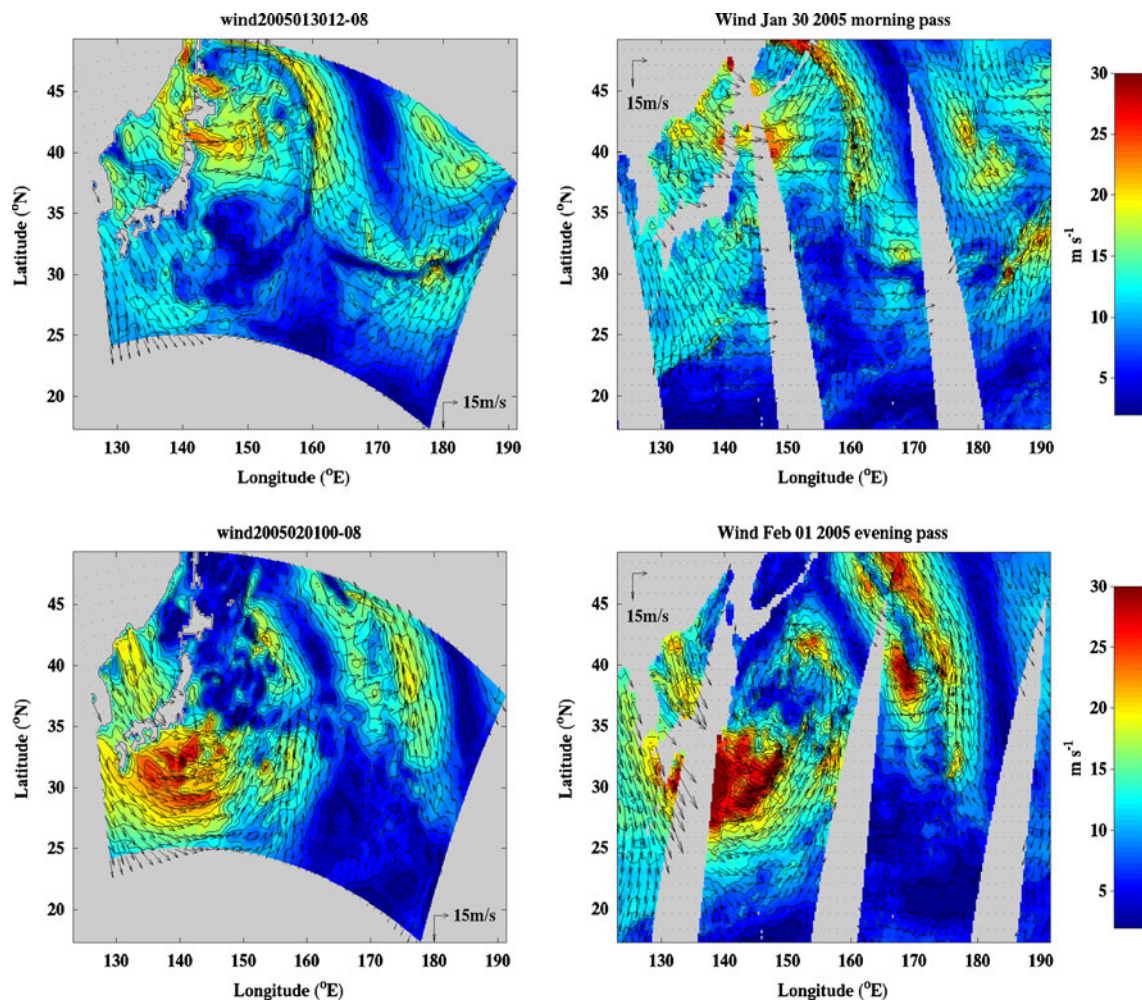 wind2005013012-08
Wind Jan 30 2005 morning pass
45
40
35
30
25
20
130 140 150 160 170 180 190
Latitude (°N)
Longitude (°E)
15m/s
45
40
35
30
25
20
130 140 150 160 170 180 190
Latitude (°N)
Longitude (°E)
15m/s
30
25
20
15
10
5
m s⁻¹
wind2005020100-08
Wind Feb 01 2005 evening pass
45
40
35
30
25
20
130 140 150 160 170 180 190
Latitude (°N)
Longitude (°E)
15m/s
45
40
35
30
25
20
130 140 150 160 170 180 190
Latitude (°N)
Longitude (°E)
15m/s
30
25
20
15
10
5
m s⁻¹